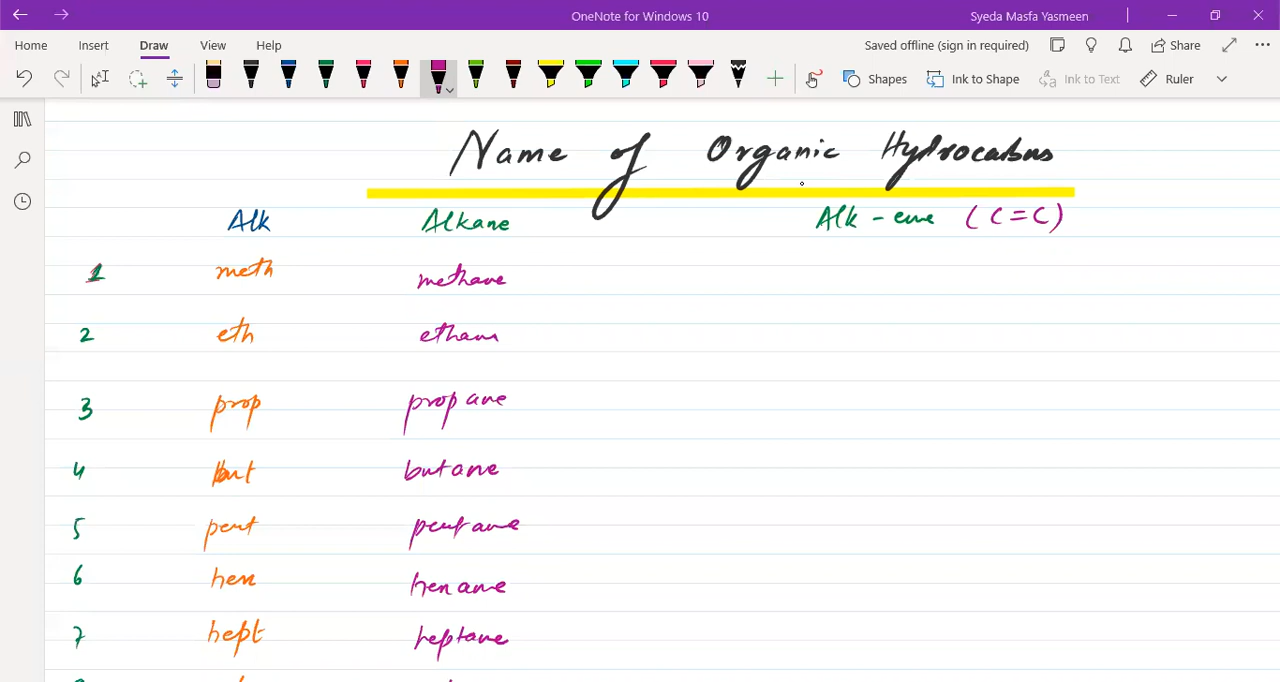 OneNote for Windows 10 Syeda Masfa Yasmeen
Home Insert Draw View Help Saved offline (sign in required) Share
Shapes Ink to Shape Ink to Text Ruler
Name of Organic Hydrocarbons
Alk Alkane Alk-ene (C=C)
1 meth methane
2 eth ethane
3 prop propane
4 but butane
5 pent pentane
6 hex hexane
7 hept heptane